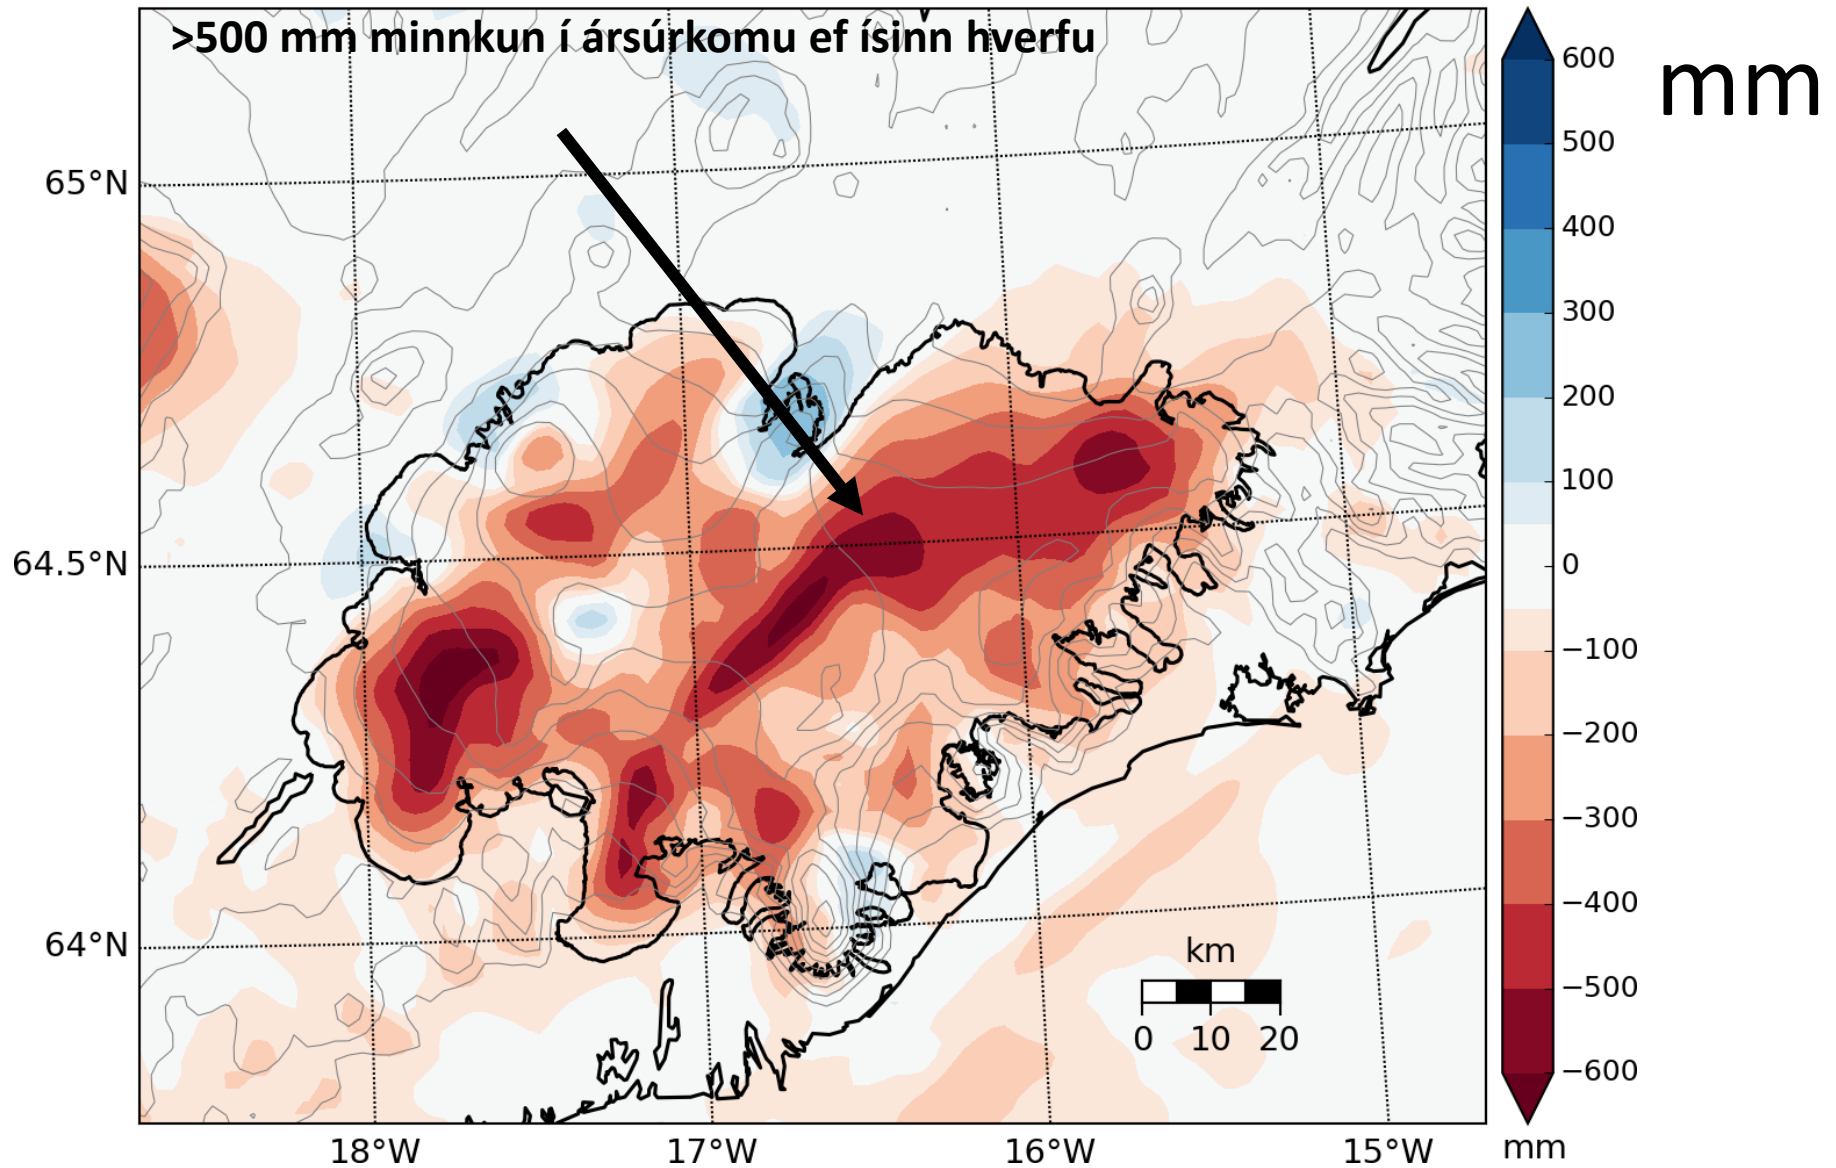 >500 mm minnkun í ársúrkomu ef ísinn hverfu
mm
600
500
400
300
200
100
0
−100
−200
−300
−400
−500
−600
mm
65°N
64.5°N
64°N
18°W
17°W
16°W
15°W
km
0 10 20